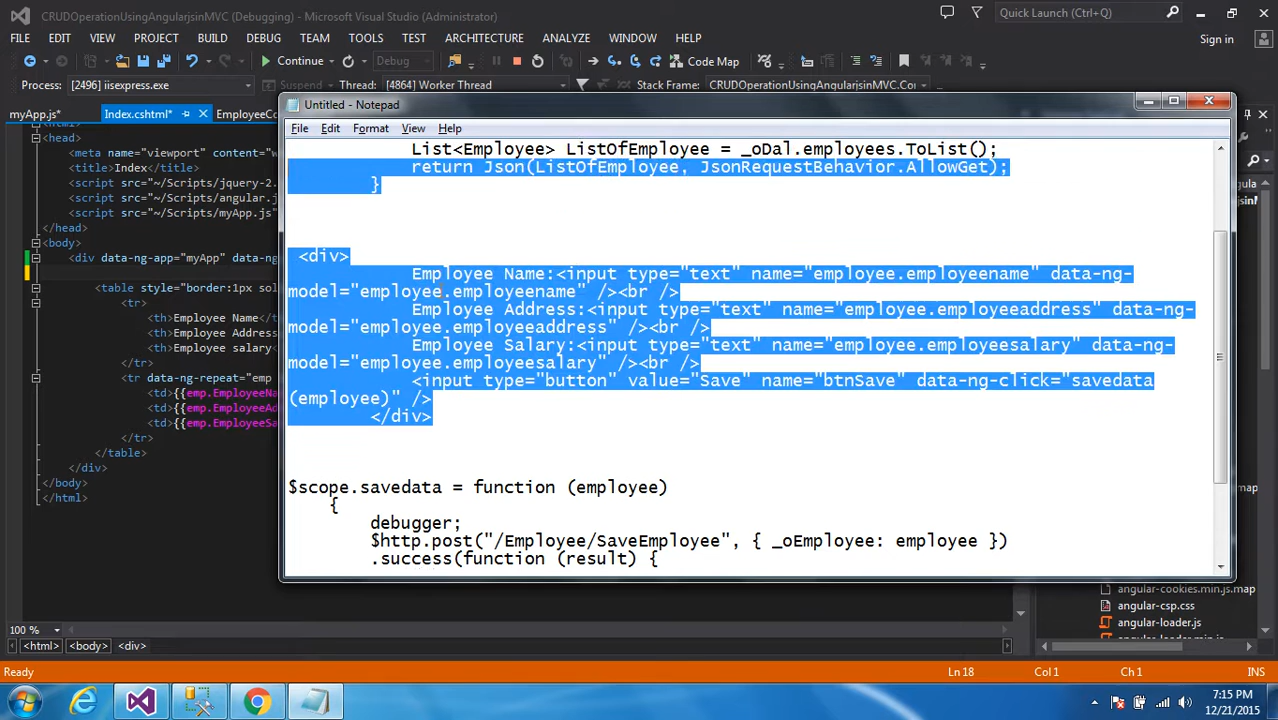 CRUDOperationUsingAngularjsinMVC (Debugging) - Microsoft Visual Studio (Administrator)
Quick Launch (Ctrl+Q)
FILE EDIT VIEW PROJECT BUILD DEBUG TEAM TOOLS TEST ARCHITECTURE ANALYZE WINDOW HELP
Sign in
Continue Debug Code Map
Process: [2496] iisexpress.exe Suspend Thread: [4864] Worker Thread Stack Frame: CRUDOperationUsingAngularjsinMVC.Cor
myApp.js* Index.cshtml* EmployeeCo
Untitled - Notepad
File Edit Format View Help
List<Employee> ListOfEmployee = _oDal.employees.ToList();
return Json(ListOfEmployee, JsonRequestBehavior.AllowGet);
}
<div>
Employee Name:<input type="text" name="employee.employeename" data-ng-
model="employee.employeename" /><br />
Employee Address:<input type="text" name="employee.employeeaddress" data-ng-
model="employee.employeeaddress" /><br />
Employee Salary:<input type="text" name="employee.employeesalary" data-ng-
model="employee.employeesalary" /><br />
<input type="button" value="Save" name="btnSave" data-ng-click="savedata
(employee)" />
</div>
$scope.savedata = function (employee)
{
debugger;
$http.post("/Employee/SaveEmployee", { _oEmployee: employee })
.success(function (result) {
<head>
<meta name="viewport" content="w
<title>Index</title>
<script src="~/Scripts/jquery-2.
<script src="~/Scripts/angular.j
<script src="~/Scripts/myApp.js"
</head>
<body>
<div data-ng-app="myApp" data-ng
<table style="border:1px sol
<tr>
<th>Employee Name</t
<th>Employee Address
<th>Employee salary<
</tr>
<tr data-ng-repeat="emp
<td>{{emp.EmployeeNa
<td>{{emp.EmployeeAd
<td>{{emp.EmployeeSa
</tr>
</table>
</div>
</body>
</html>
angular-cookies.min.js.map
angular-csp.css
angular-loader.js
100 %
<html> <body> <div>
Ready Ln 18 Col 1 Ch 1 INS
7:15 PM
12/21/2015